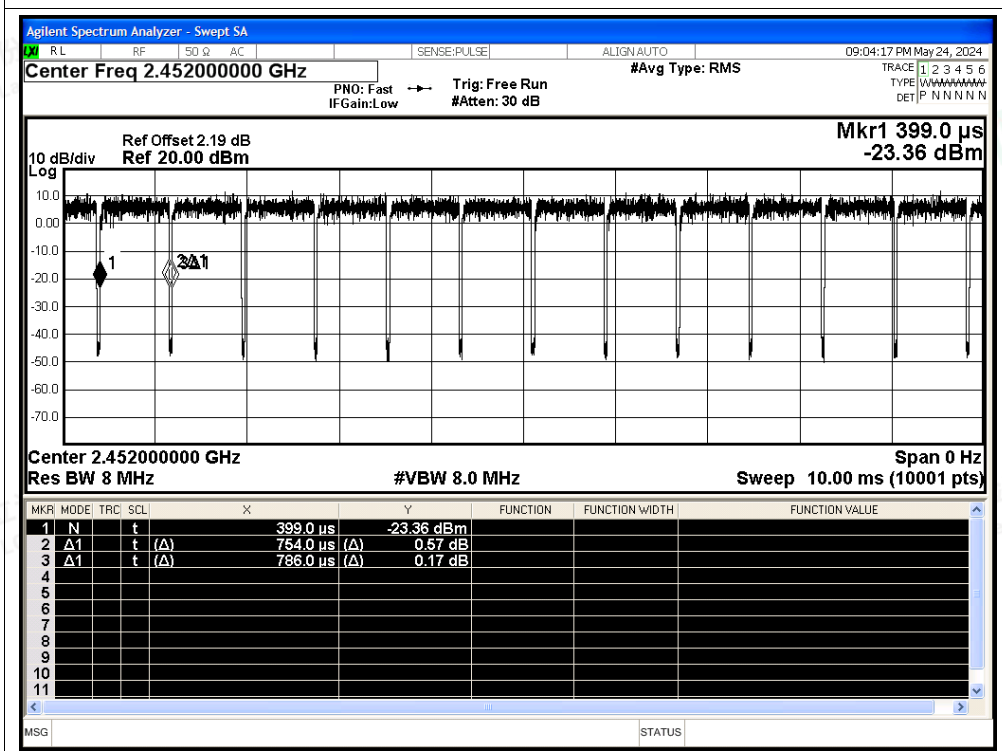 Agilent Spectrum Analyzer - Swept SA
LXI RL RF 50 Ω AC SENSE:PULSE ALIGN AUTO 09:04:17 PM May 24, 2024
Center Freq 2.452000000 GHz #Avg Type: RMS TRACE 1 2 3 4 5 6
PNO: Fast Trig: Free Run TYPE
IFGain:Low #Atten: 30 dB DET P N N N N N
Mkr1 399.0 µs
Ref Offset 2.19 dB
10 dB/div Ref 20.00 dBm -23.36 dBm
Log
10.0
0.00
-10.0
1
-20.0
-30.0
-40.0
-50.0
-60.0
-70.0
Center 2.452000000 GHz Span 0 Hz
Res BW 8 MHz #VBW 8.0 MHz Sweep 10.00 ms (10001 pts)
MKR MODE TRC SCL X Y FUNCTION FUNCTION WIDTH FUNCTION VALUE
1 N t 399.0 µs -23.36 dBm
2 Δ1 t (Δ) 754.0 µs (Δ) 0.57 dB
3 Δ1 t (Δ) 786.0 µs (Δ) 0.17 dB
4
5
6
7
8
9
10
11
MSG STATUS